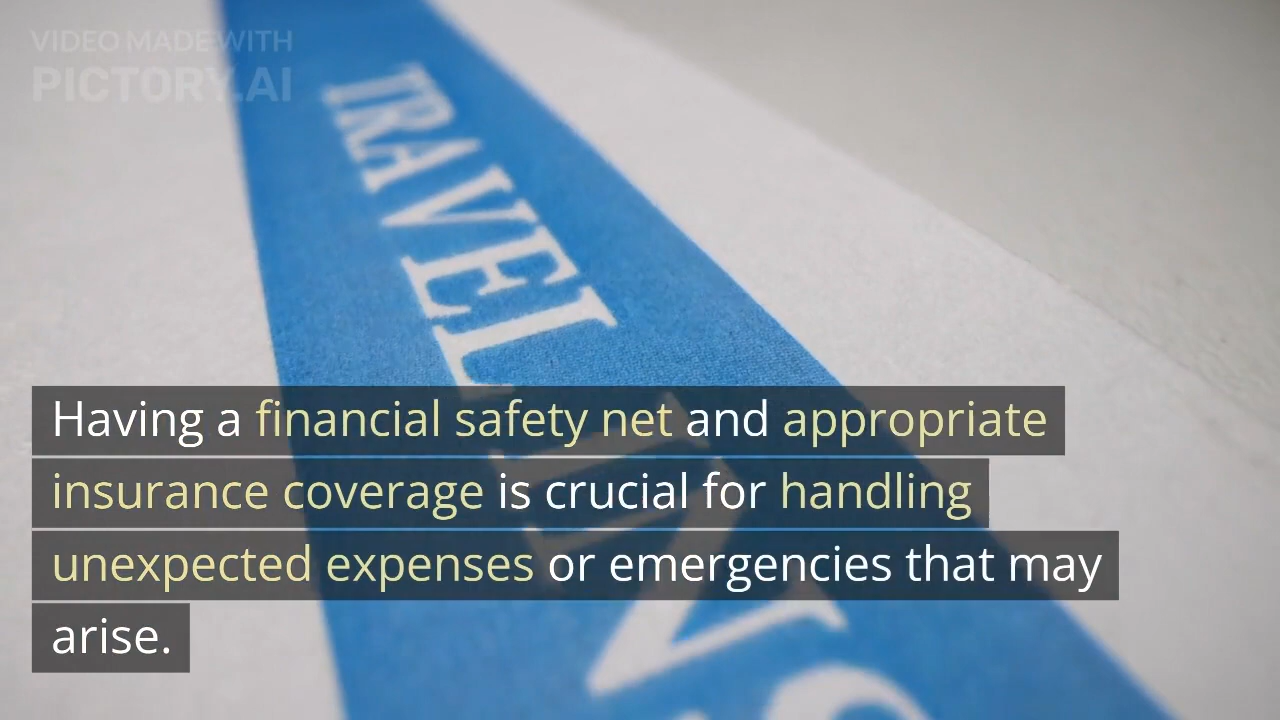 VIDEO MADE WITH
PICTORY.AI
TRAVEL IN
Having a financial safety net and appropriate
insurance coverage is crucial for handling
unexpected expenses or emergencies that may
arise.